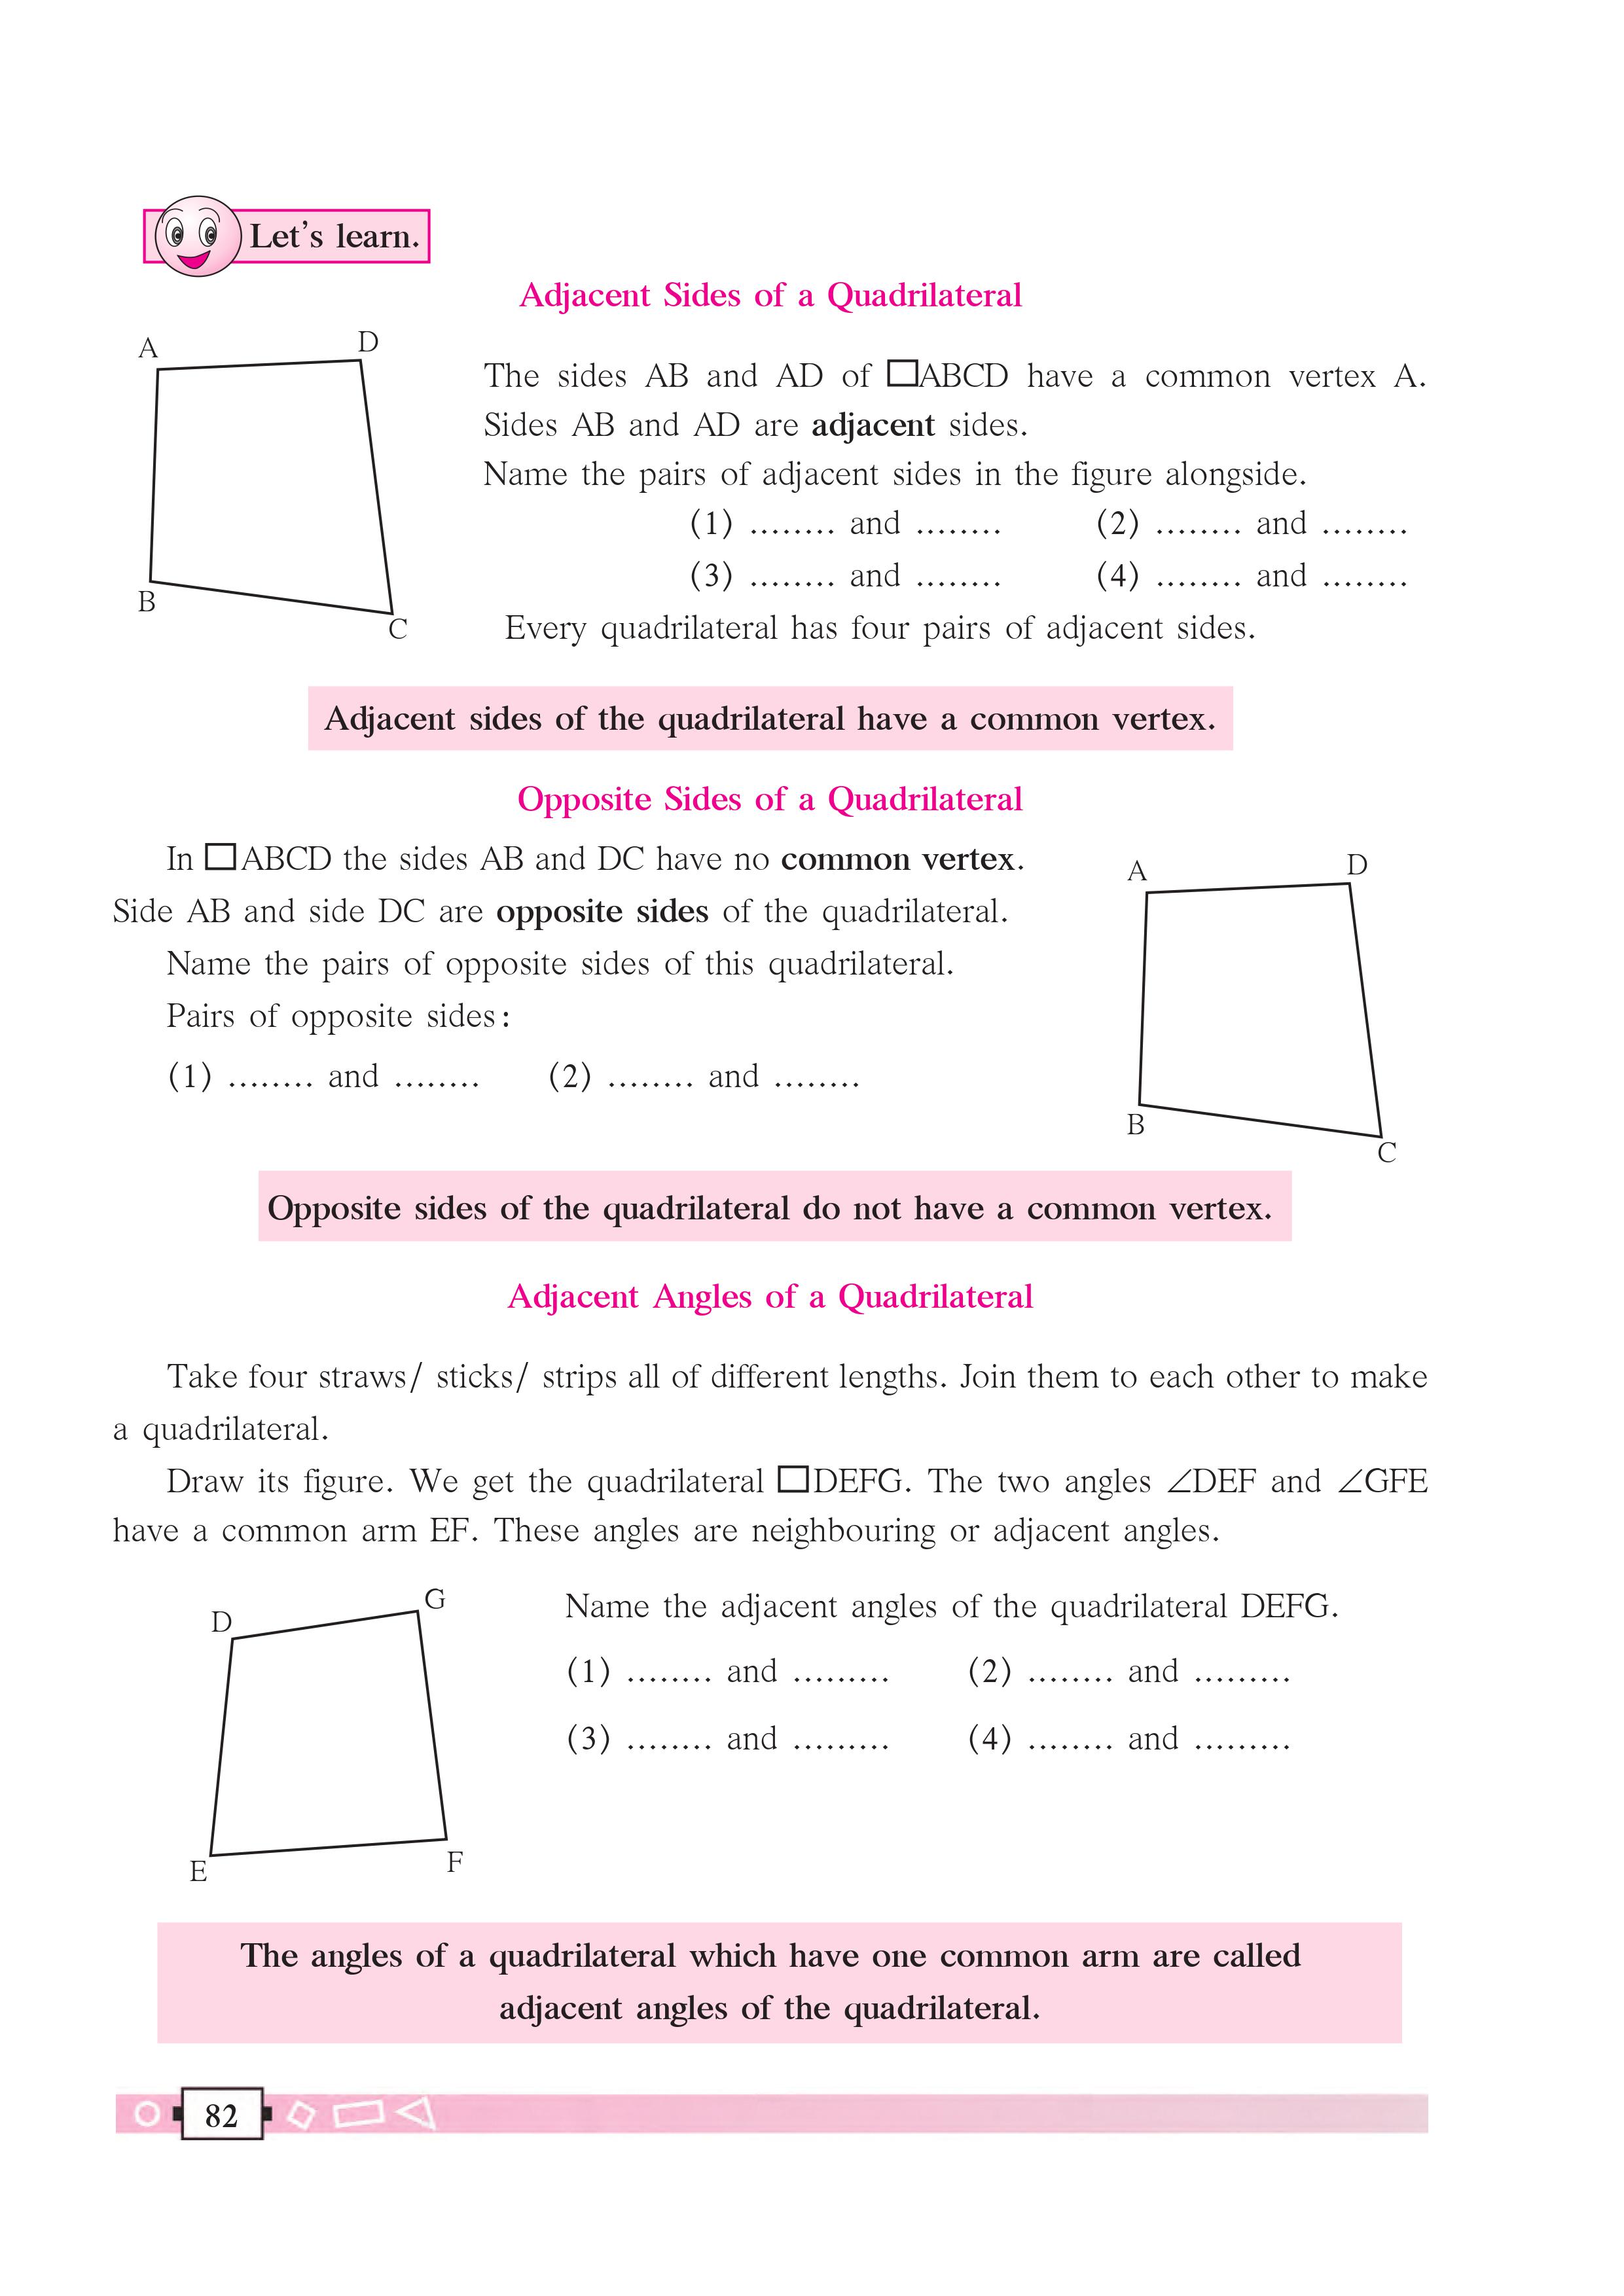 Let's learn.
Adjacent Sides of a Quadrilateral
A
D
B
C
The sides AB and AD of □ABCD have a common vertex A.
Sides AB and AD are adjacent sides.
Name the pairs of adjacent sides in the figure alongside.
(1) ........ and ........ (2) ........ and ........
(3) ........ and ........ (4) ........ and ........
Every quadrilateral has four pairs of adjacent sides.
Adjacent sides of the quadrilateral have a common vertex.
Opposite Sides of a Quadrilateral
In □ABCD the sides AB and DC have no common vertex.
Side AB and side DC are opposite sides of the quadrilateral.
Name the pairs of opposite sides of this quadrilateral.
Pairs of opposite sides:
(1) ........ and ........ (2) ........ and ........
A
D
B
C
Opposite sides of the quadrilateral do not have a common vertex.
Adjacent Angles of a Quadrilateral
Take four straws/ sticks/ strips all of different lengths. Join them to each other to make
a quadrilateral.
Draw its figure. We get the quadrilateral □DEFG. The two angles ∠DEF and ∠GFE
have a common arm EF. These angles are neighbouring or adjacent angles.
D
G
E
F
Name the adjacent angles of the quadrilateral DEFG.
(1) ........ and ......... (2) ........ and .........
(3) ........ and ......... (4) ........ and .........
The angles of a quadrilateral which have one common arm are called
adjacent angles of the quadrilateral.
82